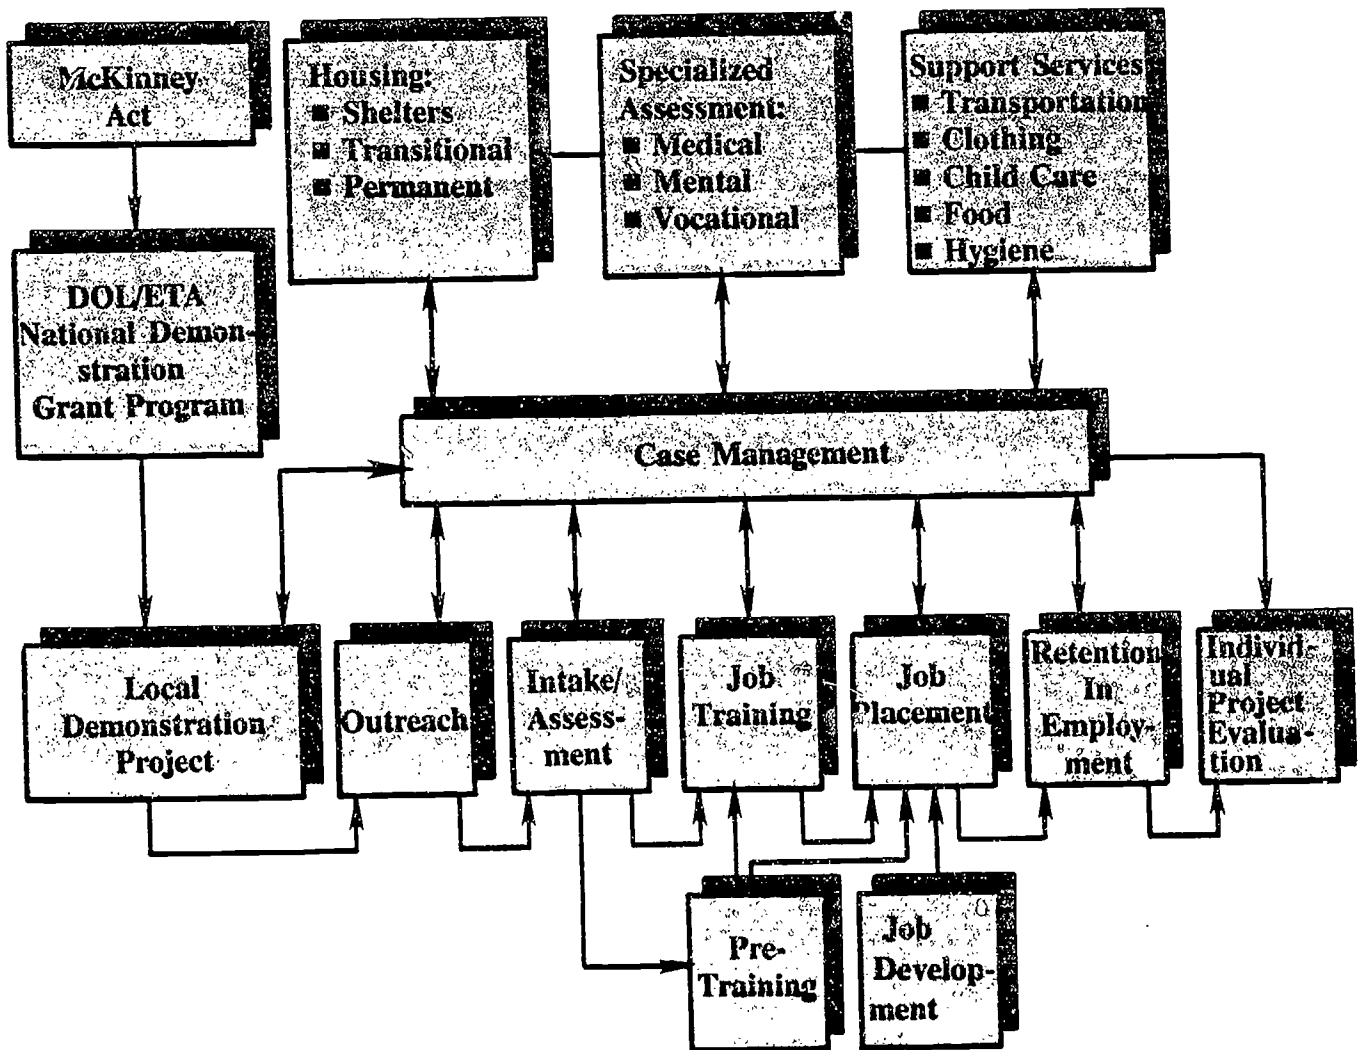 McKinney
Act
Housing:
■ Shelters
■ Transitional
■ Permanent
Specialized
Assessment:
■ Medical
■ Mental
■ Vocational
Support Services
■ Transportation
■ Clothing
■ Child Care
■ Food
■ Hygiene
DOL/ETA
National Demon-
stration
Grant Program
Case Management
Local
Demonstration
Project
Outreach
Intake/
Assess-
ment
Job
Training
Job
Placement
Retention
In
Employ-
ment
Individ-
ual
Project
Evalua-
tion
Pre-
Training
Job
Develop-
ment